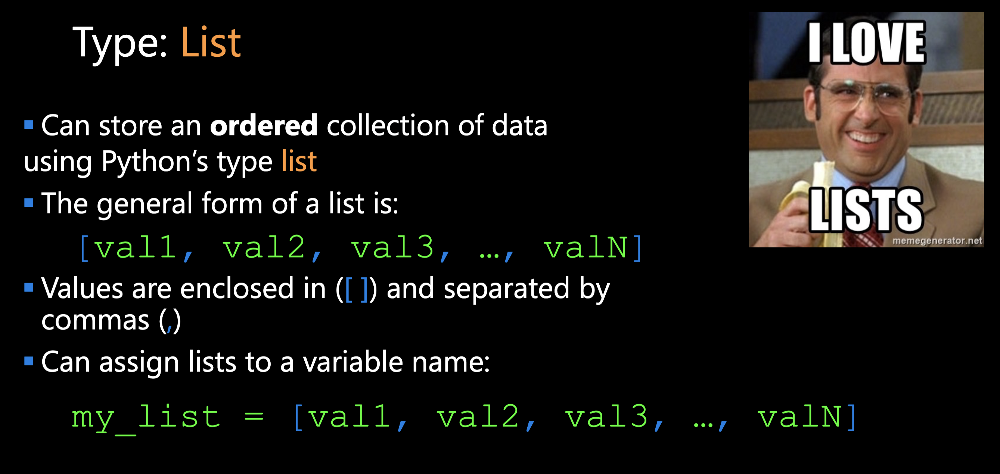 Type: List
I LOVE
LISTS
memegenerator.net
▪ Can store an ordered collection of data
using Python’s type list
▪ The general form of a list is:
[val1, val2, val3, …, valN]
▪ Values are enclosed in ([ ]) and separated by
commas (,)
▪ Can assign lists to a variable name:
my_list = [val1, val2, val3, …, valN]